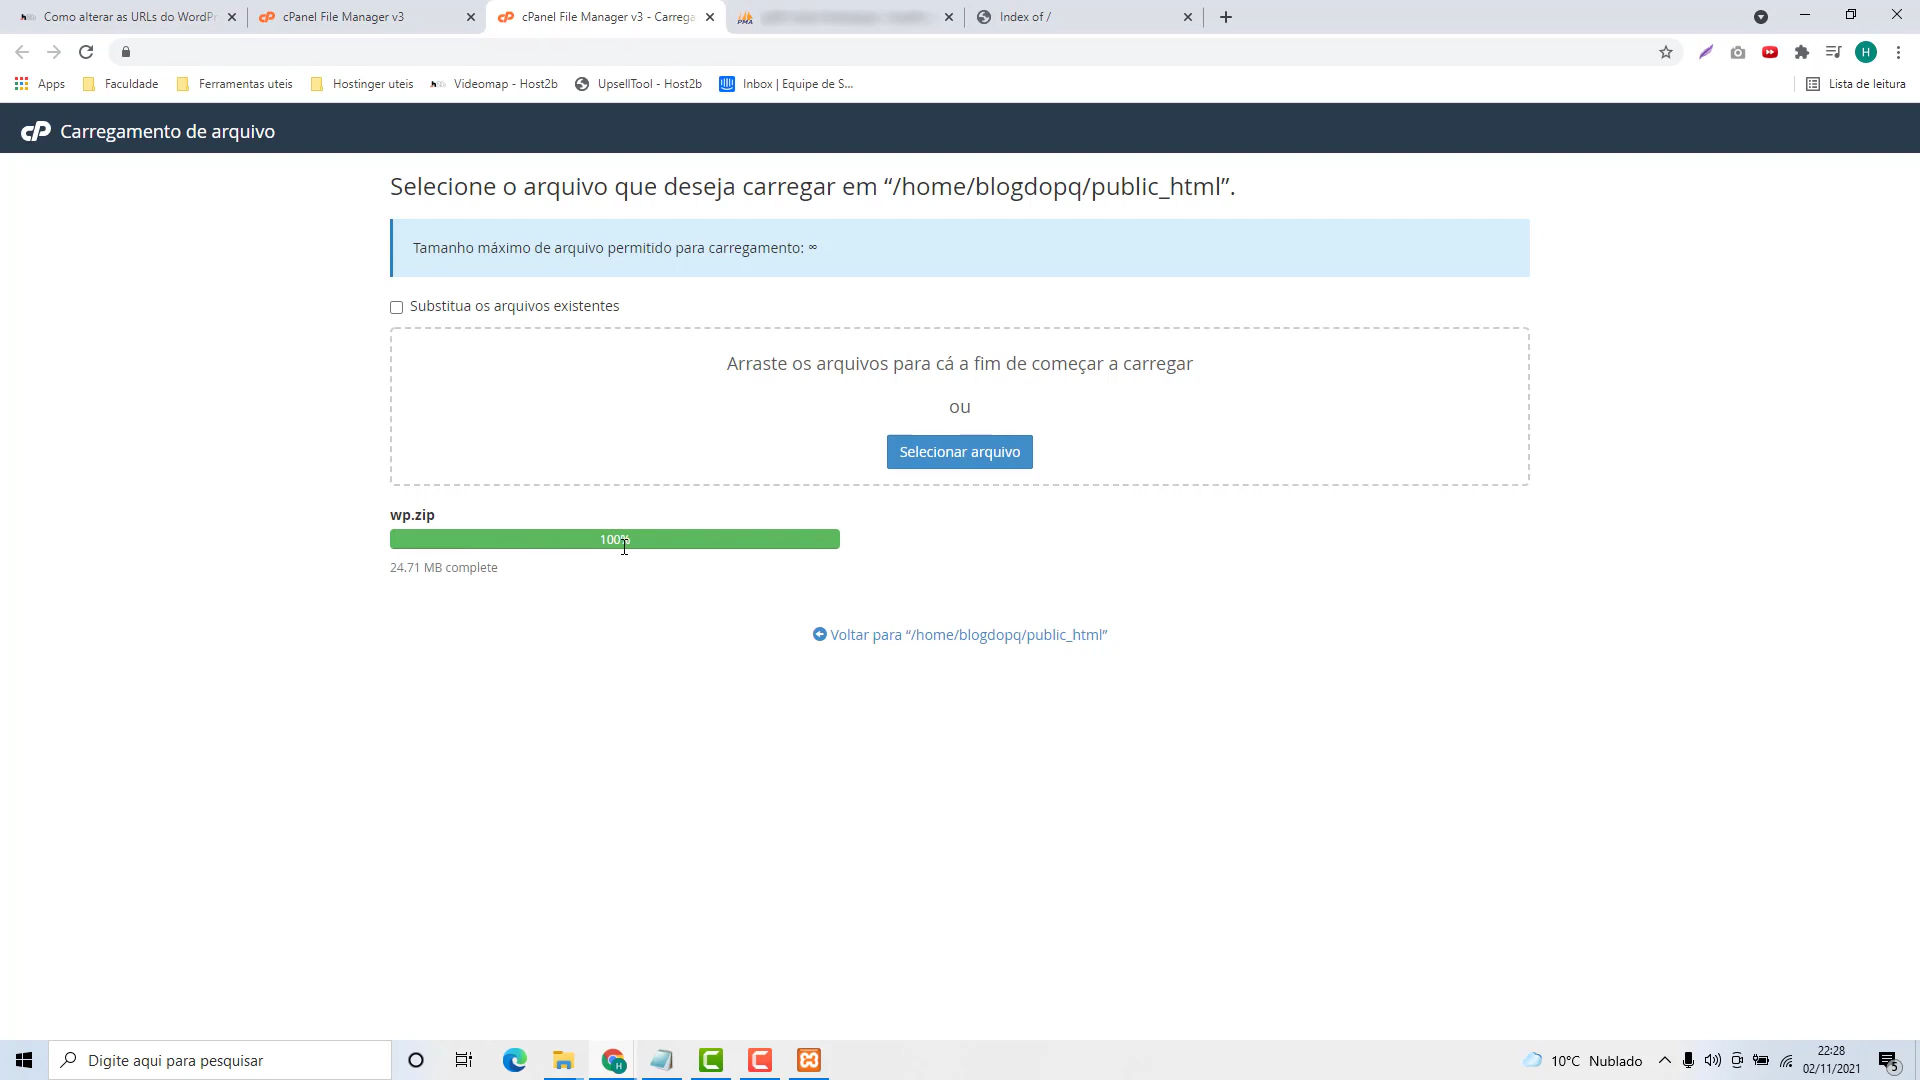 Como alterar as URLs do WordPr
cPanel File Manager v3
cPanel File Manager v3 - Carrega
Index of /
H
Apps
Faculdade
Ferramentas uteis
Hostinger uteis
Videomap - Host2b
UpsellTool - Host2b
Inbox | Equipe de S...
Lista de leitura
cP Carregamento de arquivo
Selecione o arquivo que deseja carregar em “/home/blogdopq/public_html”.
Tamanho máximo de arquivo permitido para carregamento: ∞
Substitua os arquivos existentes
Arraste os arquivos para cá a fim de começar a carregar
ou
Selecionar arquivo
wp.zip
100%
24.71 MB complete
Voltar para “/home/blogdopq/public_html”
Digite aqui para pesquisar
10°C Nublado
22:28
02/11/2021
5